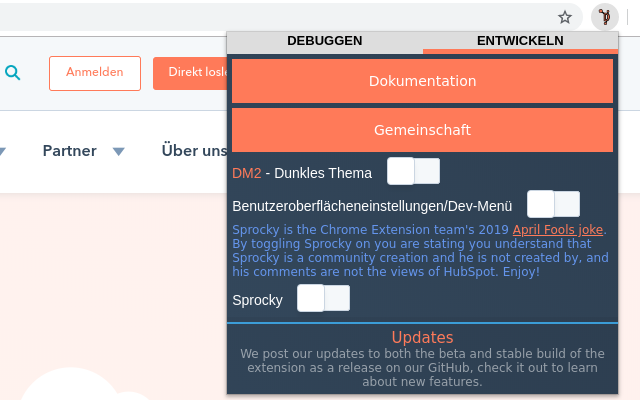 DEBUGGEN ENTWICKELN
Anmelden
Direkt
Dokumentation
Gemeinschaft
Partner
Über uns
DM2 - Dunkles Thema
Benutzeroberflächeneinstellungen/Dev-Menü
Sprocky is the Chrome Extension team's 2019 April Fools joke.
By toggling Sprocky on you are stating you understand that
Sprocky is a community creation and he is not created by, and
his comments are not the views of HubSpot. Enjoy!
Sprocky
Updates
We post our updates to both the beta and stable build of the
extension as a release on our GitHub, check it out to learn
about new features.